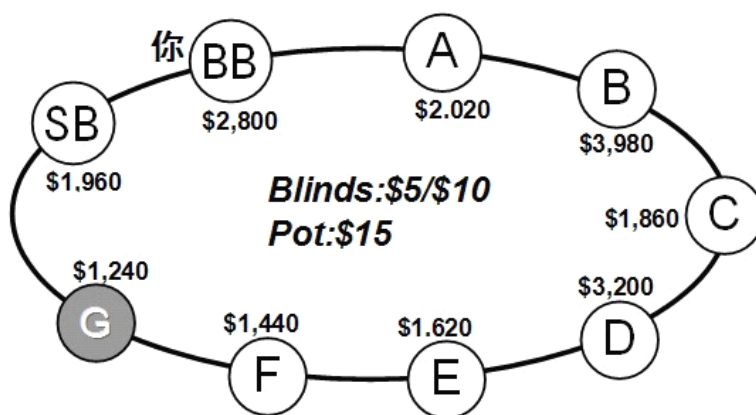 你
BB
$2,800
A
$2.020
B
$3,980
SB
$1,960
Blinds:$5/$10
Pot:$15
$1,860
C
$1,240
G
$1,440
F
$1.620
E
$3,200
D